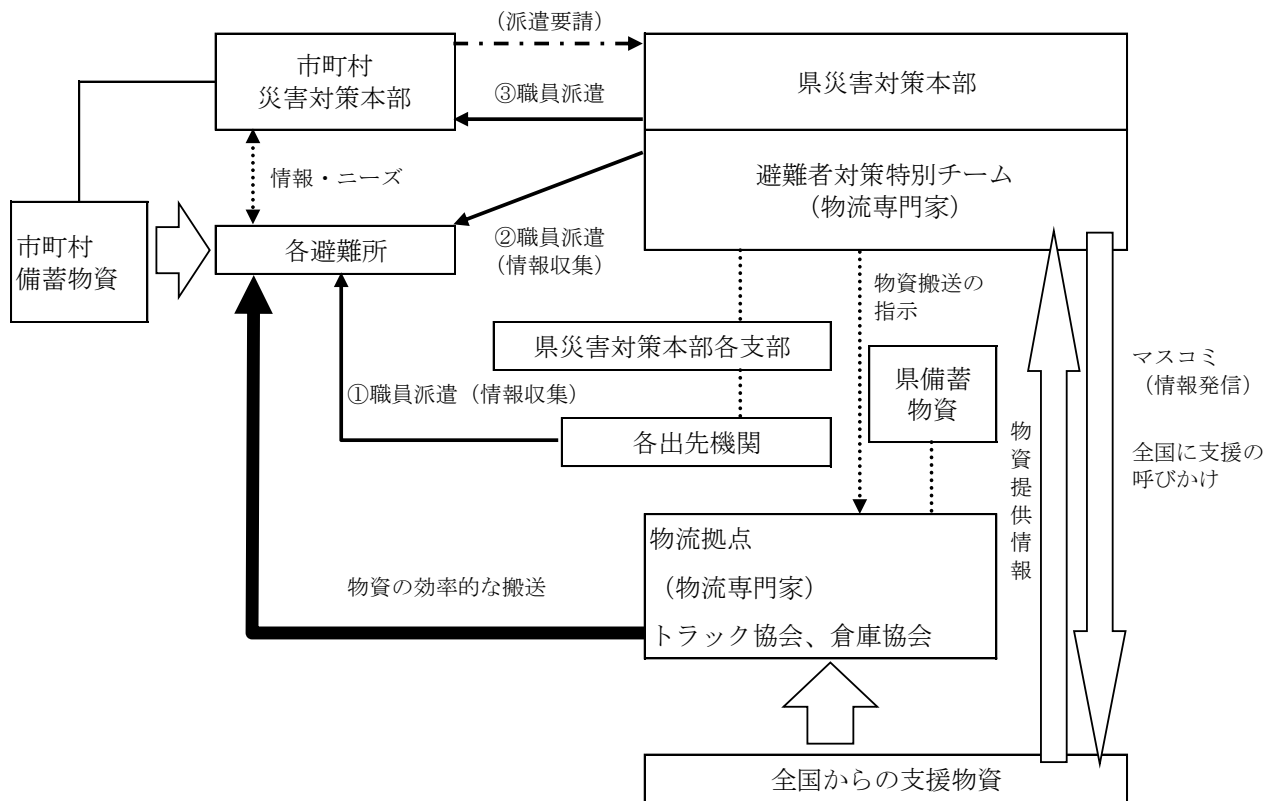 （派遣要請）
市町村
災害対策本部
県災害対策本部
③職員派遣
避難者対策特別チーム
（物流専門家）
情報・ニーズ
市町村
備蓄物資
各避難所
②職員派遣
（情報収集）
物資搬送の
指示
県災害対策本部各支部
県備蓄
物資
マスコミ
（情報発信）
①職員派遣（情報収集）
各出先機関
物資提供情報
全国に支援の
呼びかけ
物流拠点
（物流専門家）
トラック協会、倉庫協会
物資の効率的な搬送
全国からの支援物資